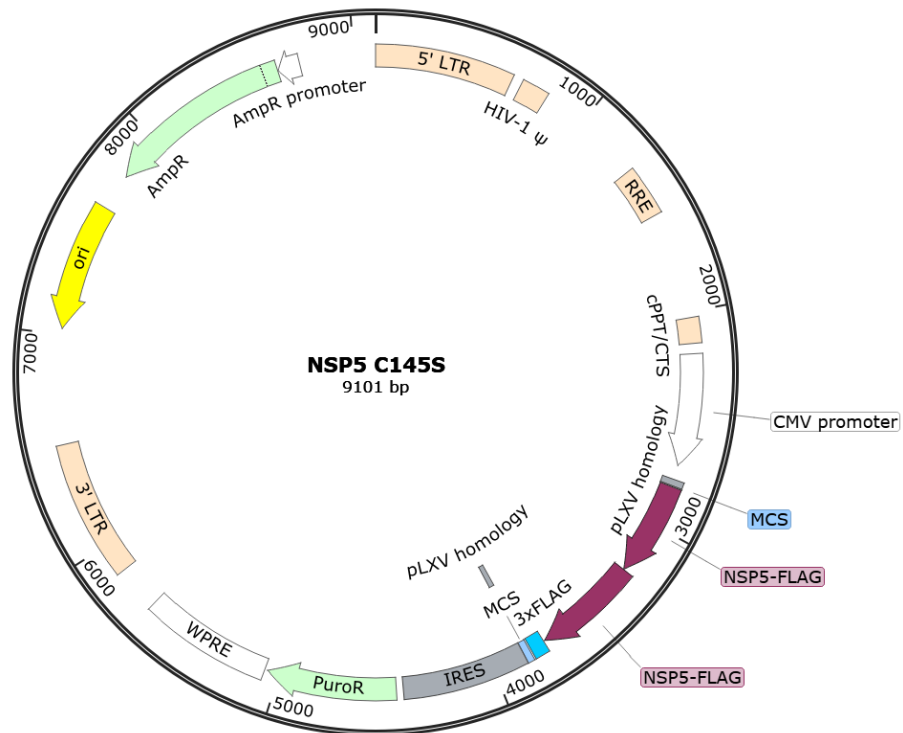 NSP5 C145S
9101 bp
5' LTR
HIV-1 ψ
1000
RRE
2000
cPPT/CTS
CMV promoter
pLXV homology
MCS
3000
NSP5-FLAG
NSP5-FLAG
3xFLAG
MCS
pLXV homology
4000
IRES
PuroR
5000
WPRE
6000
3' LTR
7000
ori
8000
AmpR
AmpR promoter
9000